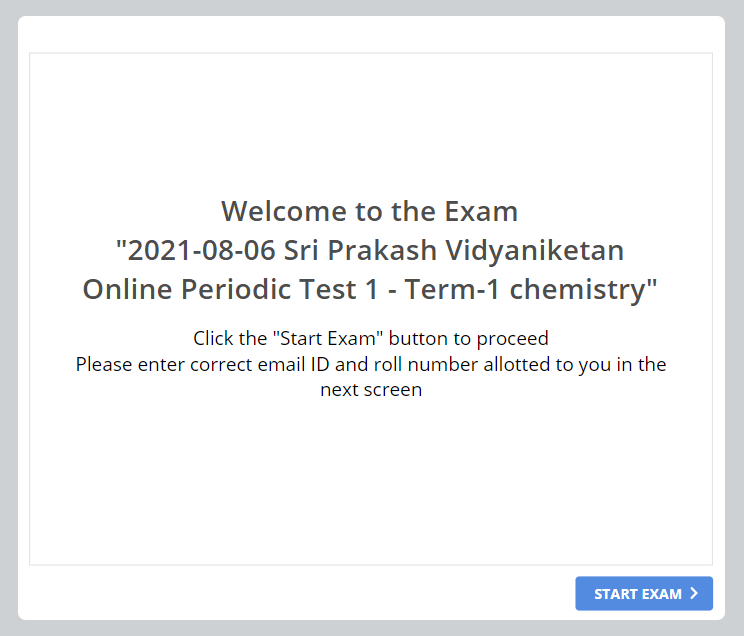 Welcome to the Exam
"2021-08-06 Sri Prakash Vidyaniketan
Online Periodic Test 1 - Term-1 chemistry"
Click the "Start Exam" button to proceed
Please enter correct email ID and roll number allotted to you in the
next screen
START EXAM